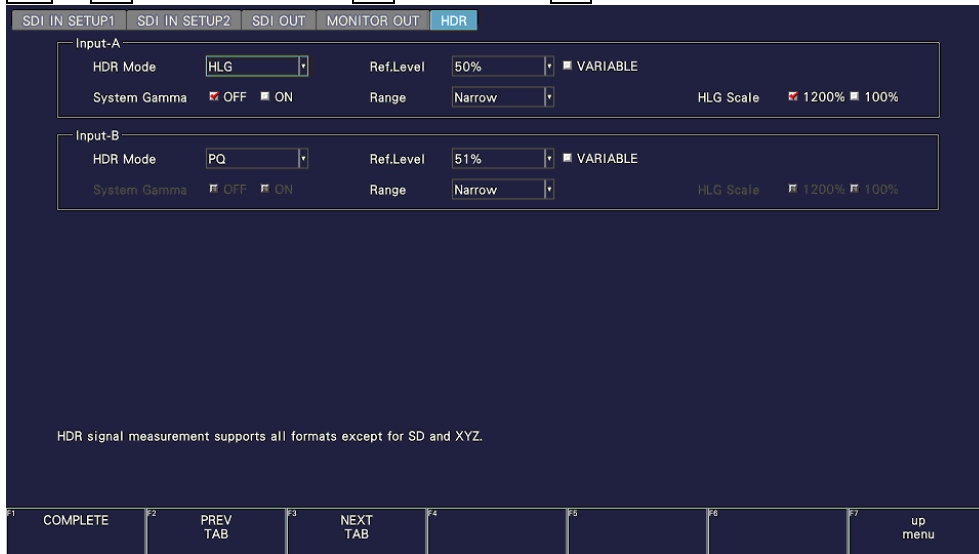 SDI IN SETUP1 SDI IN SETUP2 SDI OUT MONITOR OUT HDR
Input-A
HDR Mode HLG Ref.Level 50% VARIABLE
System Gamma OFF ON Range Narrow HLG Scale 1200% 100%
Input-B
HDR Mode PQ Ref.Level 51% VARIABLE
System Gamma OFF ON Range Narrow HLG Scale 1200% 100%
HDR signal measurement supports all formats except for SD and XYZ.
F1 COMPLETE F2 PREV TAB F3 NEXT TAB F4 F5 F6 F7 up menu